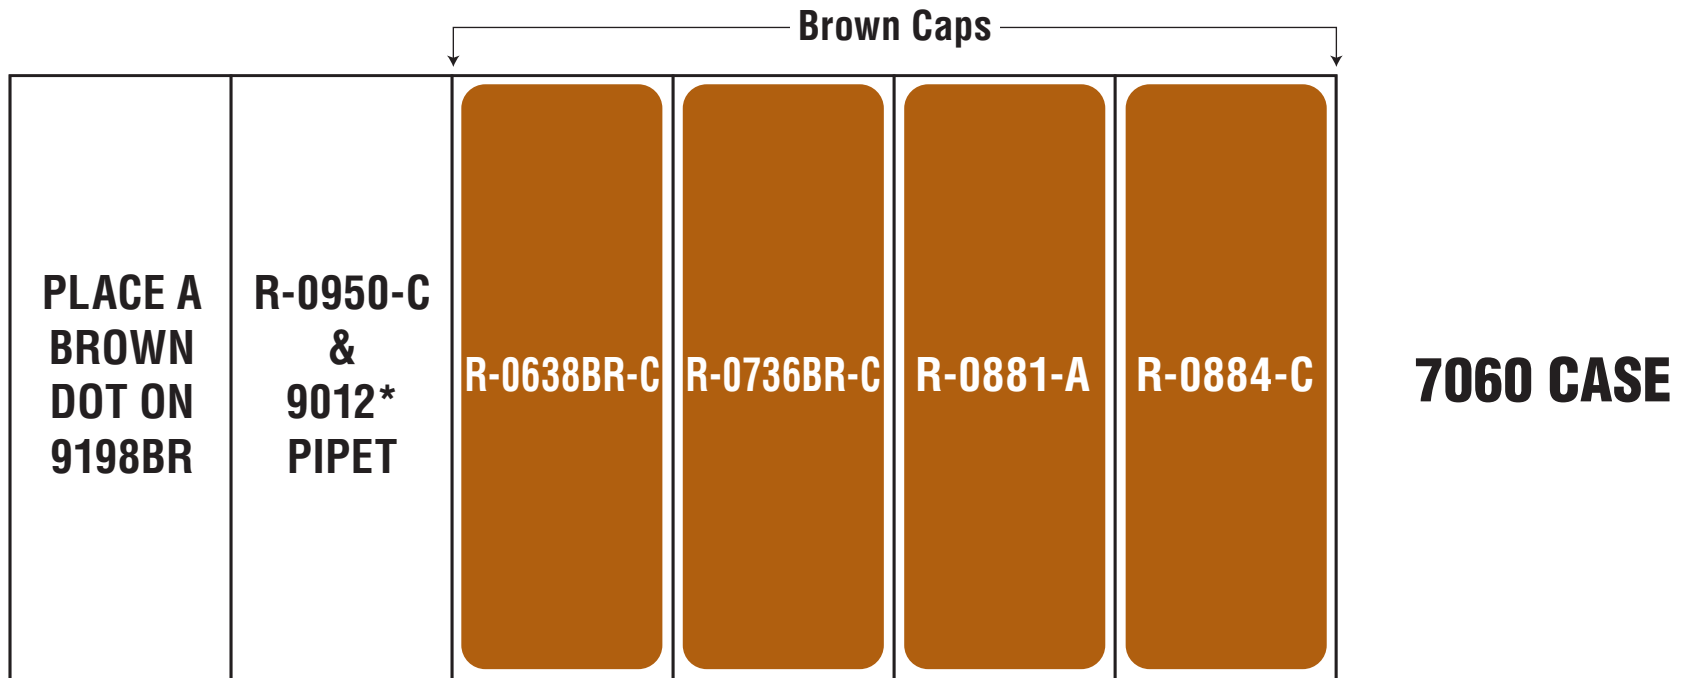 Brown Caps
PLACE A
BROWN
DOT ON
9198BR
R-0950-C
&
9012*
PIPET
R-0638BR-C
R-0736BR-C
R-0881-A
R-0884-C
7060 CASE